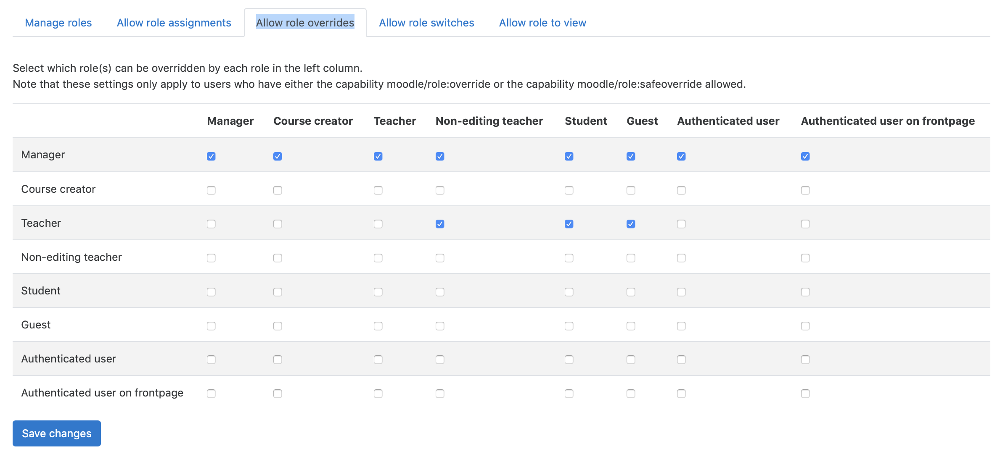 Manage roles Allow role assignments Allow role overrides Allow role switches Allow role to view
Select which role(s) can be overridden by each role in the left column.
Note that these settings only apply to users who have either the capability moodle/role:override or the capability moodle/role:safeoverride allowed.
Manager Course creator Teacher Non-editing teacher Student Guest Authenticated user Authenticated user on frontpage
Manager
Course creator
Teacher
Non-editing teacher
Student
Guest
Authenticated user
Authenticated user on frontpage
Save changes